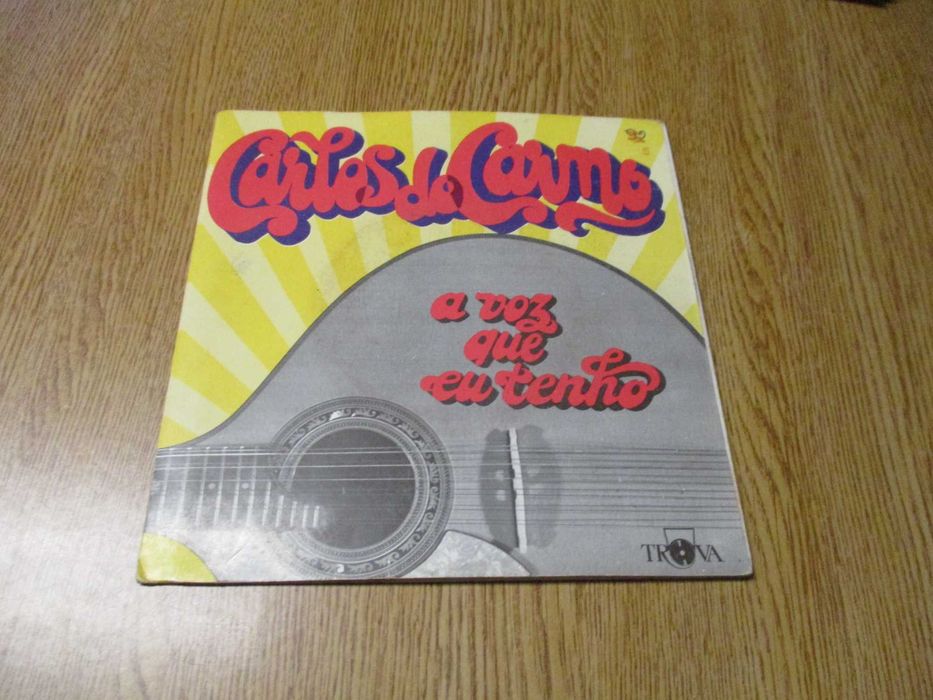 Carlos do Carmo
a voz
que
eu tenho
TROVA